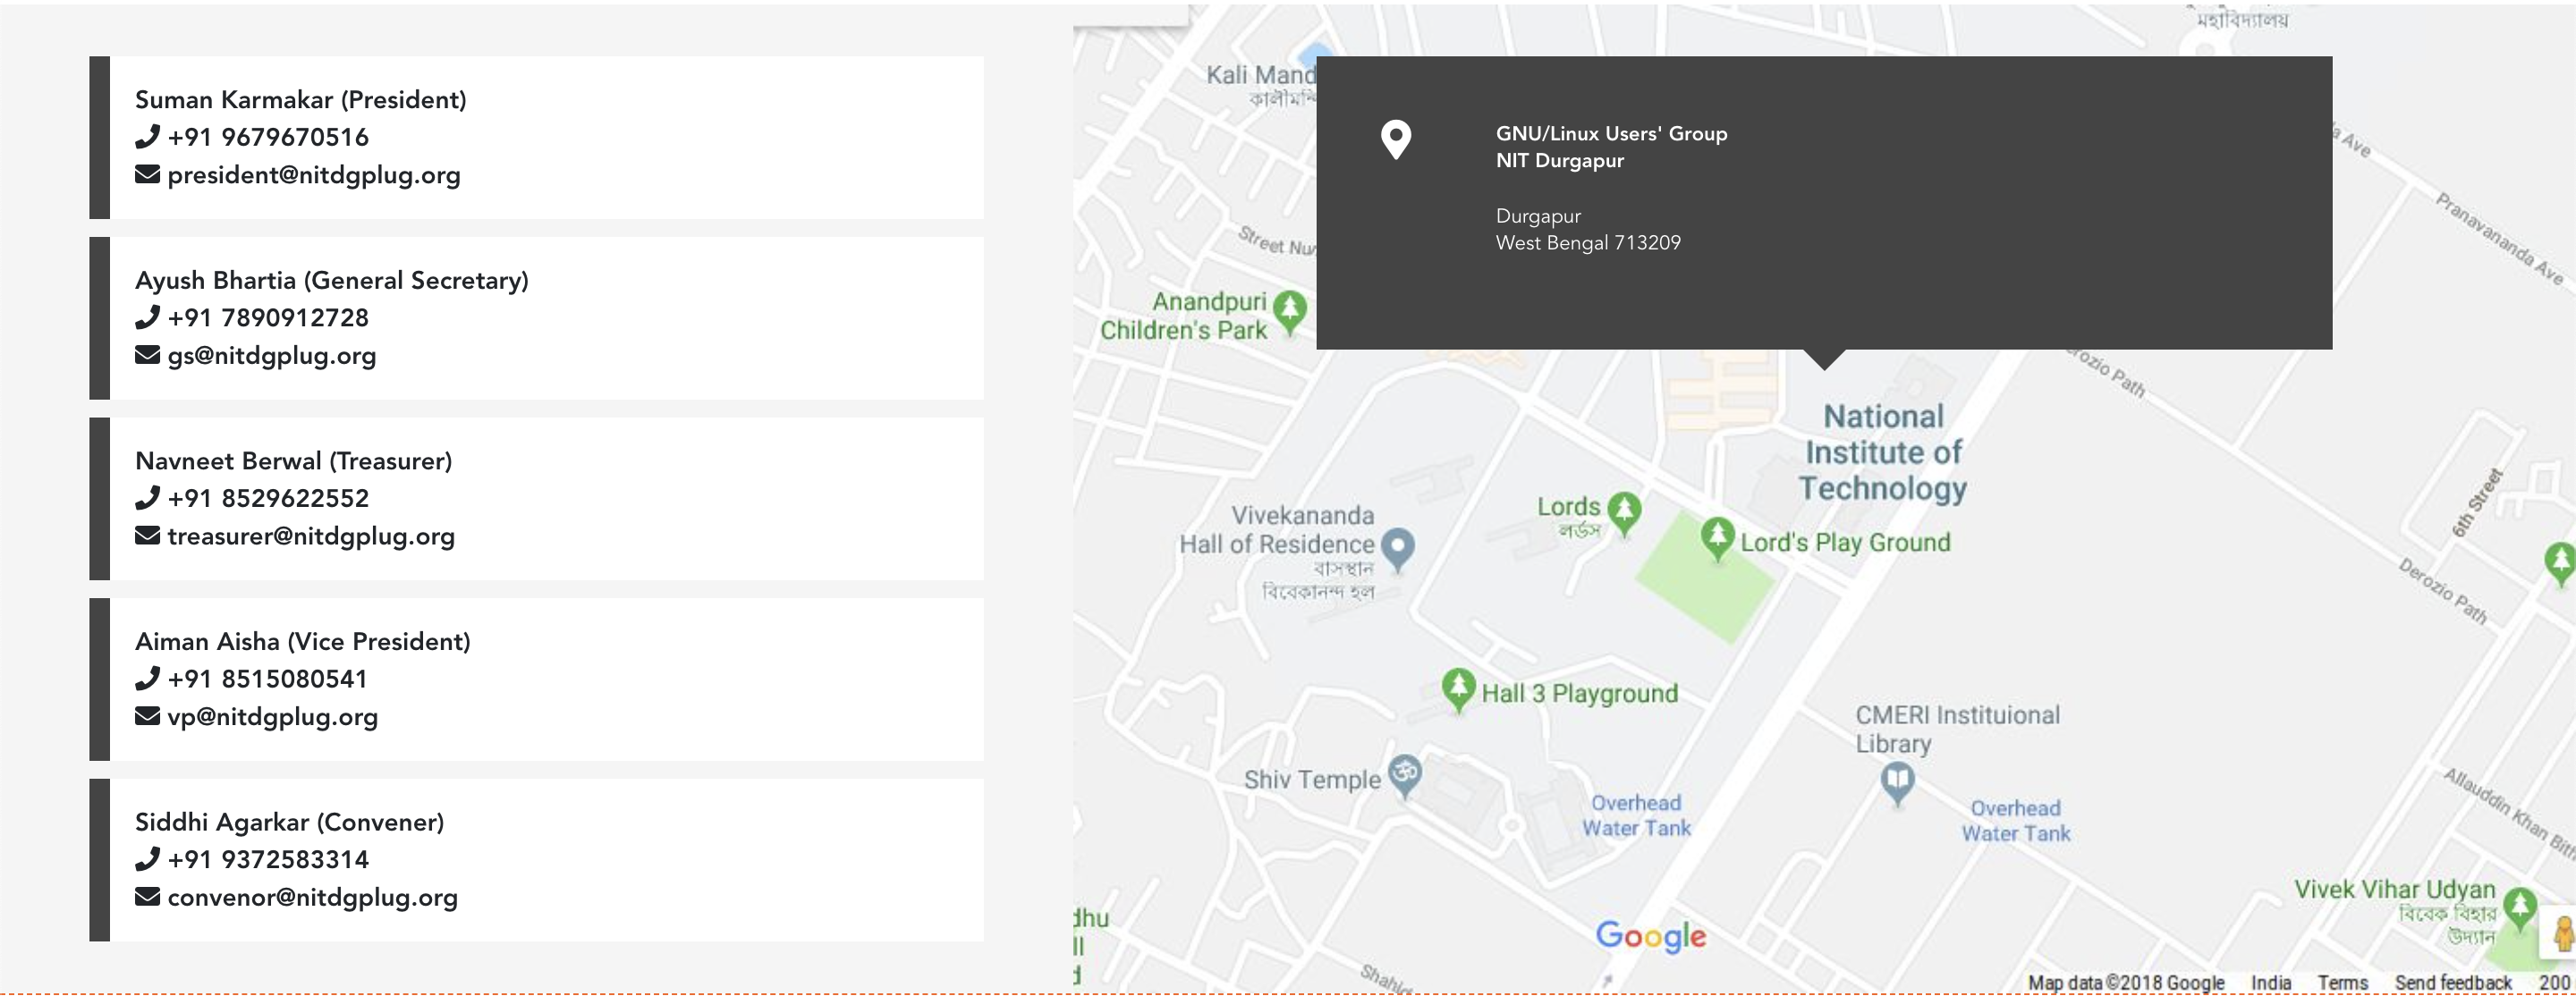 Suman Karmakar (President)
+91 9679670516
president@nitdgplug.org
Ayush Bhartia (General Secretary)
+91 7890912728
gs@nitdgplug.org
Navneet Berwal (Treasurer)
+91 8529622552
treasurer@nitdgplug.org
Aiman Aisha (Vice President)
+91 8515080541
vp@nitdgplug.org
Siddhi Agarkar (Convener)
+91 9372583314
convenor@nitdgplug.org
GNU/Linux Users' Group
NIT Durgapur
Durgapur
West Bengal 713209
মহাবিদ্যালয়
Kali Mand
Ave
Pranavananda Ave
Street Nu
Anandpuri
Children's Park
Derozio Path
National
Institute of
Technology
Vivekananda
Hall of Residence
বাসস্থান
বিবেকানন্দ হল
Lords
লর্ডস
Lord's Play Ground
6th Street
Derozio Path
Hall 3 Playground
CMERI Instituional
Library
Shiv Temple
Overhead
Water Tank
Overhead
Water Tank
Allauddin Khan Bith
Vivek Vihar Udyan
বিবেক বিহার
উদ্যান
dhu
ll
d
Google
Map data ©2018 Google
India
Terms
Send feedback
200